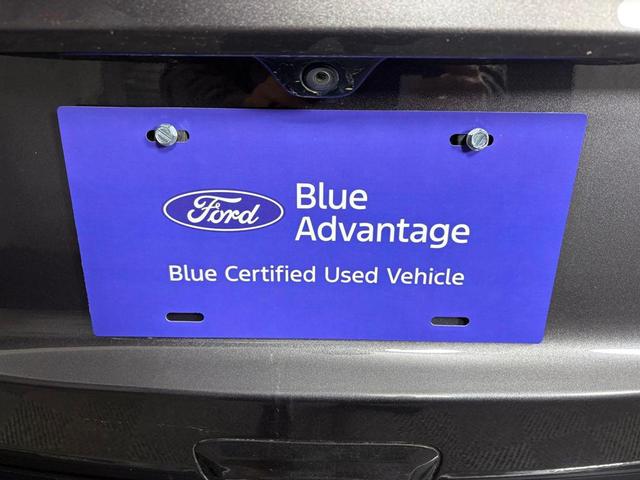 Ford
Blue
Advantage
Blue Certified Used Vehicle